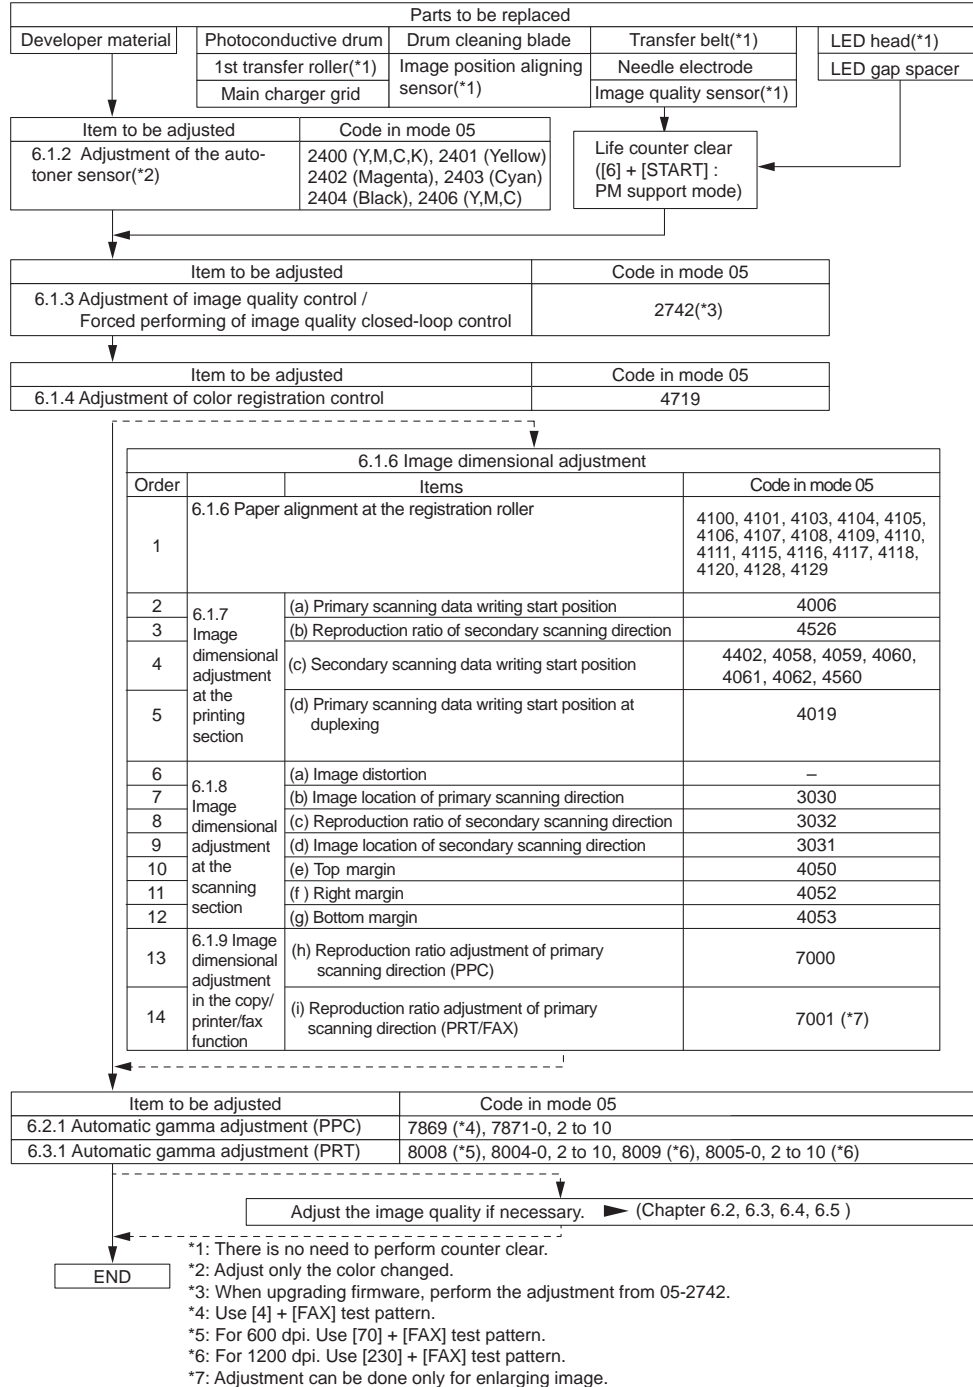 Parts to be replaced
Developer material
Photoconductive drum
1st transfer roller(*1)
Main charger grid
Drum cleaning blade
Image position aligning
sensor(*1)
Transfer belt(*1)
Needle electrode
Image quality sensor(*1)
LED head(*1)
LED gap spacer
Item to be adjusted
Code in mode 05
6.1.2 Adjustment of the auto-
toner sensor(*2)
2400 (Y,M,C,K), 2401 (Yellow)
2402 (Magenta), 2403 (Cyan)
2404 (Black), 2406 (Y,M,C)
Life counter clear
([6] + [START] :
PM support mode)
Item to be adjusted
Code in mode 05
6.1.3 Adjustment of image quality control /
Forced performing of image quality closed-loop control
2742(*3)
Item to be adjusted
Code in mode 05
6.1.4 Adjustment of color registration control
4719
6.1.6 Image dimensional adjustment
Order
Items
Code in mode 05
1
6.1.6 Paper alignment at the registration roller
4100, 4101, 4103, 4104, 4105,
4106, 4107, 4108, 4109, 4110,
4111, 4115, 4116, 4117, 4118,
4120, 4128, 4129
6.1.7
Image
dimensional
adjustment
at the
printing
section
2
(a) Primary scanning data writing start position
4006
3
(b) Reproduction ratio of secondary scanning direction
4526
4
(c) Secondary scanning data writing start position
4402, 4058, 4059, 4060,
4061, 4062, 4560
5
(d) Primary scanning data writing start position at
duplexing
4019
6.1.8
Image
dimensional
adjustment
at the
scanning
section
6
(a) Image distortion
–
7
(b) Image location of primary scanning direction
3030
8
(c) Reproduction ratio of secondary scanning direction
3032
9
(d) Image location of secondary scanning direction
3031
10
(e) Top margin
4050
11
(f ) Right margin
4052
12
(g) Bottom margin
4053
6.1.9 Image
dimensional
adjustment
in the copy/
printer/fax
function
13
(h) Reproduction ratio adjustment of primary
scanning direction (PPC)
7000
14
(i) Reproduction ratio adjustment of primary
scanning direction (PRT/FAX)
7001 (*7)
Item to be adjusted
Code in mode 05
6.2.1 Automatic gamma adjustment (PPC)
7869 (*4), 7871-0, 2 to 10
6.3.1 Automatic gamma adjustment (PRT)
8008 (*5), 8004-0, 2 to 10, 8009 (*6), 8005-0, 2 to 10 (*6)
Adjust the image quality if necessary. ► (Chapter 6.2, 6.3, 6.4, 6.5 )
END
*1: There is no need to perform counter clear.
*2: Adjust only the color changed.
*3: When upgrading firmware, perform the adjustment from 05-2742.
*4: Use [4] + [FAX] test pattern.
*5: For 600 dpi. Use [70] + [FAX] test pattern.
*6: For 1200 dpi. Use [230] + [FAX] test pattern.
*7: Adjustment can be done only for enlarging image.